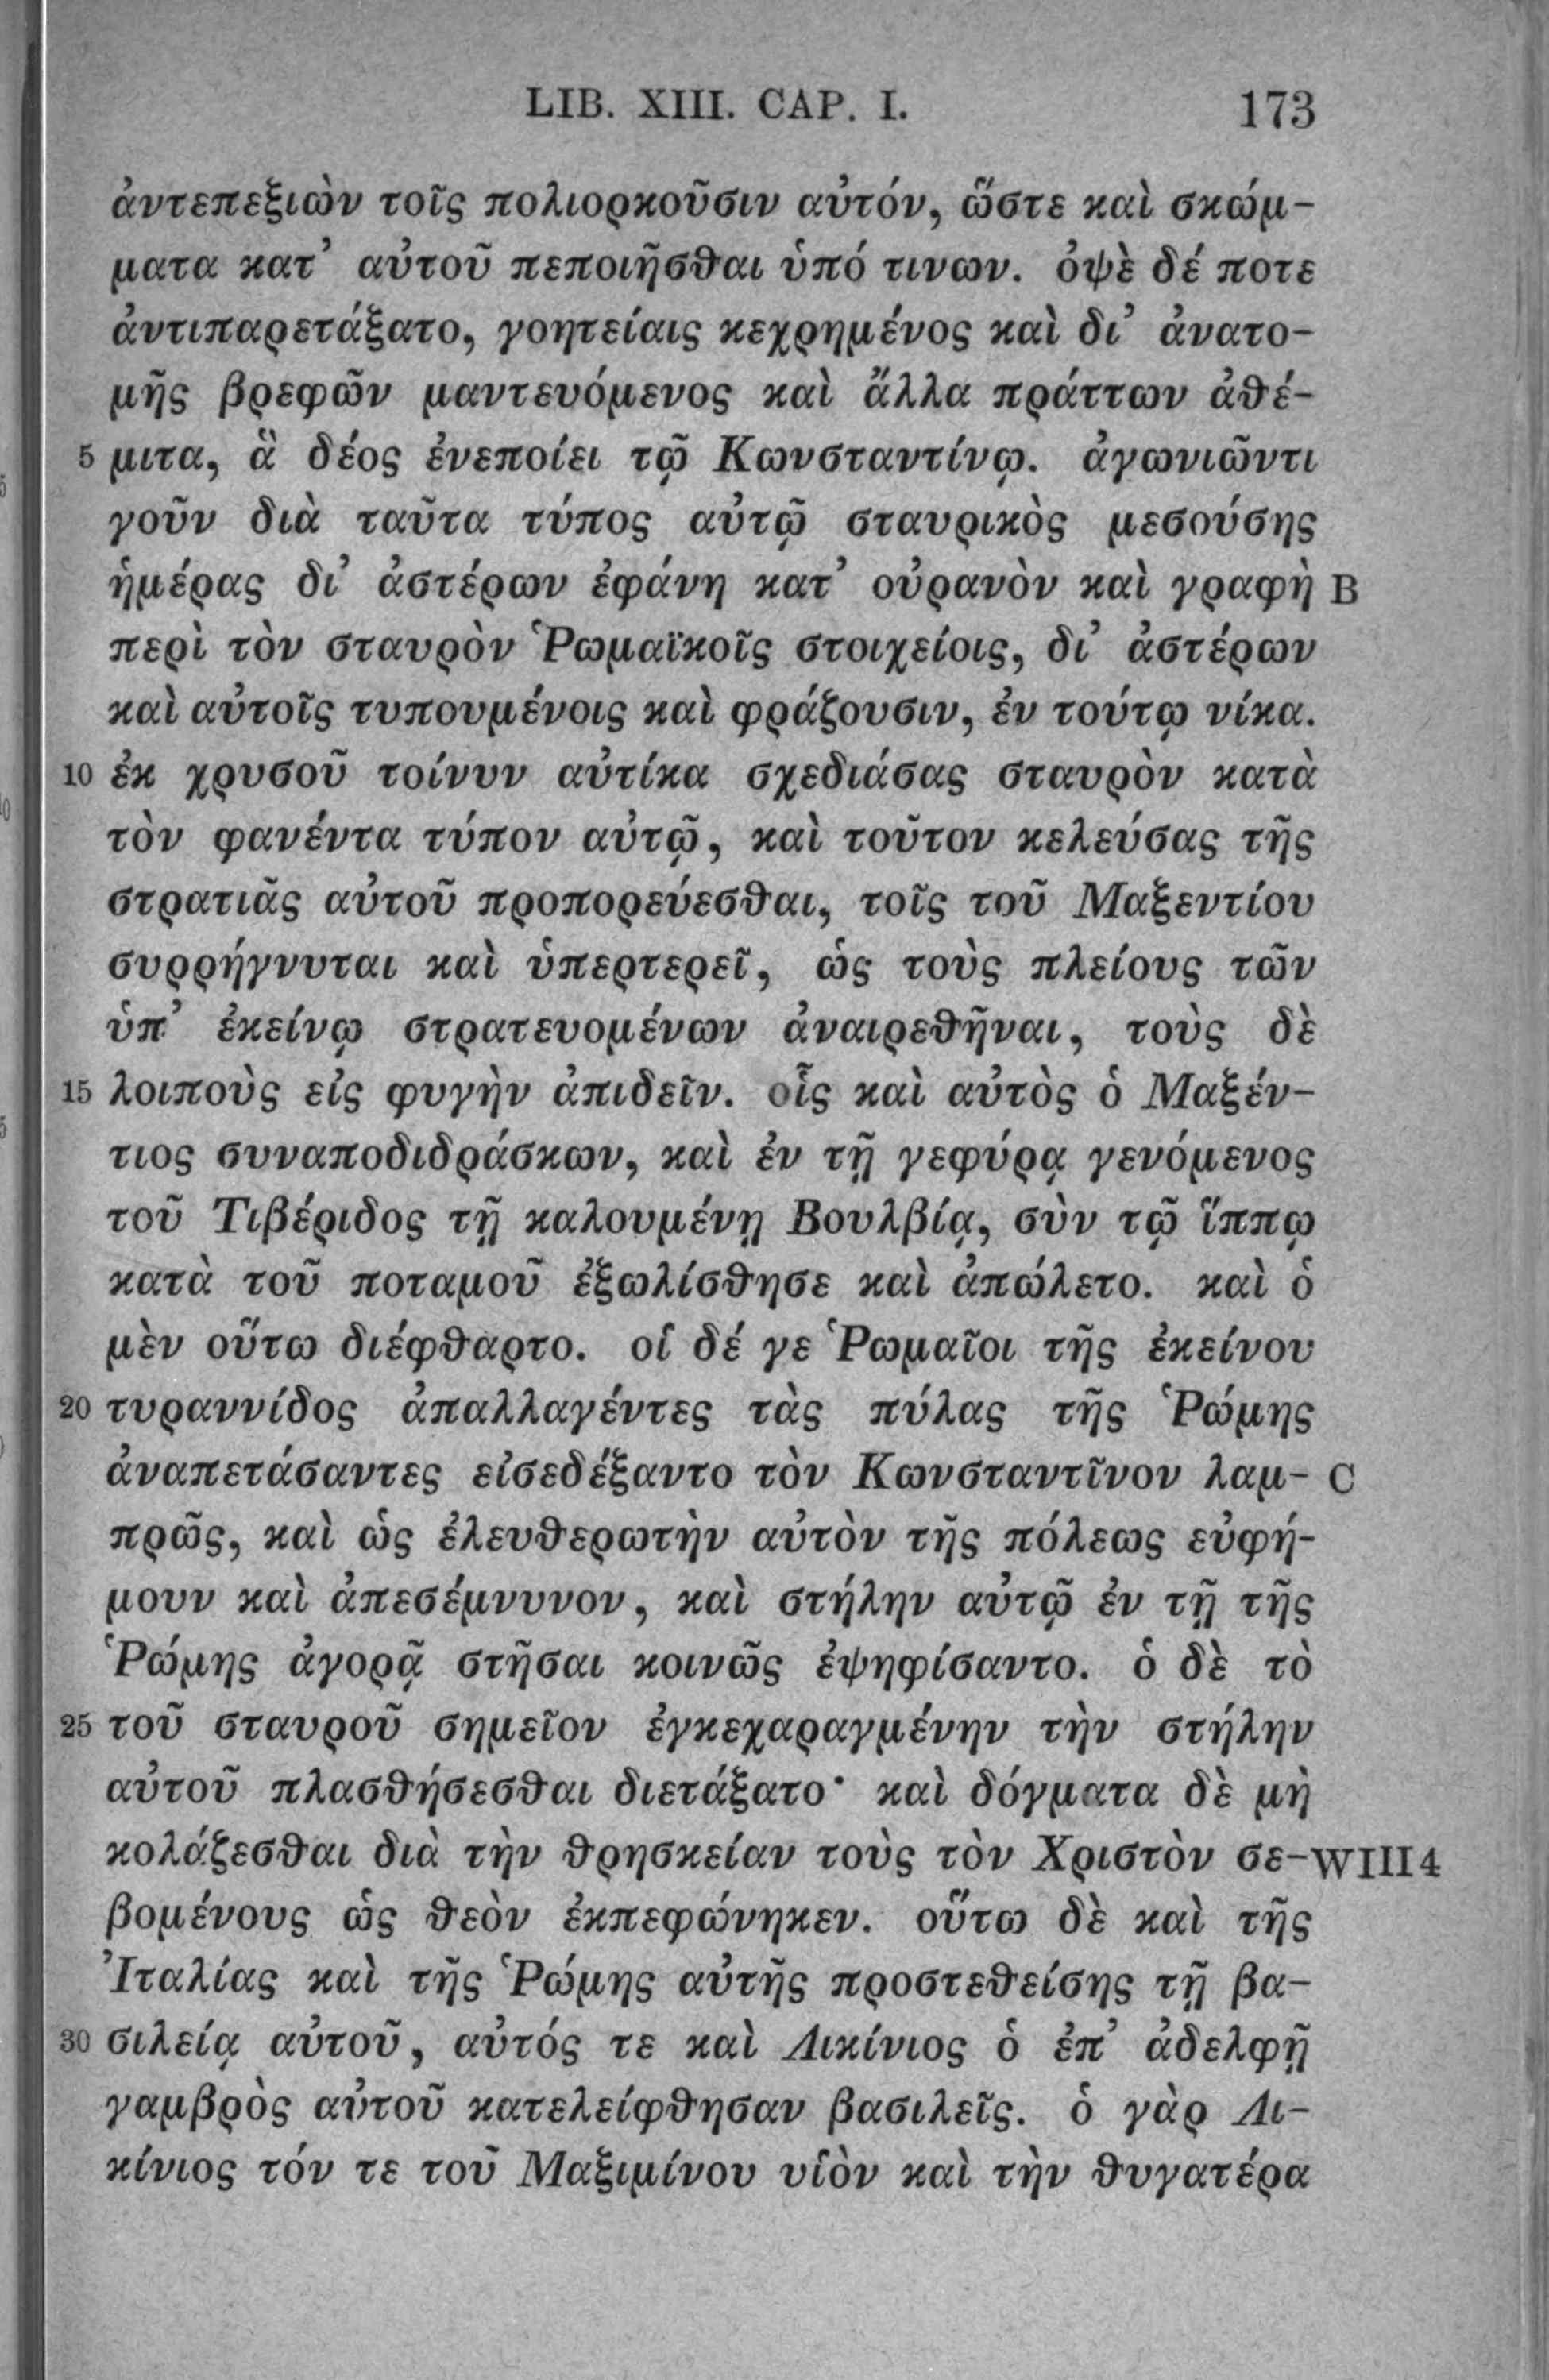 LIB. XIII. CAP. I. 173
ἀντεπεξιὼν τοῖς πολιορκοῦσιν αὐτόν, ὥστε καὶ σκώμ-
ματα κατ’ αὐτοῦ πεποιῆσθαι ὑπό τινων. ὀψὲ δέ ποτε
ἀντιπαρετάξατο, γοητείαις κεχρημένος καὶ δι’ ἀνατο-
μῆς βρεφῶν μαντευόμενος καὶ ἄλλα πράττων ἀθέ-
5 μιτα, ἃ δέος ἐνεποίει τῷ Κωνσταντίνῳ. ἀγωνιῶντι
γοῦν διὰ ταῦτα τύπος αὐτῷ σταυρικὸς μεσούσης
ἡμέρας δι’ ἀστέρων ἐφάνη κατ’ οὐρανὸν καὶ γραφὴ B
περὶ τὸν σταυρὸν Ῥωμαϊκοῖς στοιχείοις, δι’ ἀστέρων
καὶ αὐτοῖς τυπουμένοις καὶ φράζουσιν, ἐν τούτῳ νίκα.
10 ἐκ χρυσοῦ τοίνυν αὐτίκα σχεδιάσας σταυρὸν κατὰ
τὸν φανέντα τύπον αὐτῷ, καὶ τοῦτον κελεύσας τῆς
στρατιᾶς αὐτοῦ προπορεύεσθαι, τοῖς τοῦ Μαξεντίου
συρρήγνυται καὶ ὑπερτερεῖ, ὡς τοὺς πλείους τῶν
ὑπ’ ἐκείνῳ στρατευομένων ἀναιρεθῆναι, τοὺς δὲ
15 λοιποὺς εἰς φυγὴν ἀπιδεῖν. οἷς καὶ αὐτὸς ὁ Μαξέν-
τιος συναποδιδράσκων, καὶ ἐν τῇ γεφύρᾳ γενόμενος
τοῦ Τιβέριδος τῇ καλουμένῃ Βουλβίᾳ, σὺν τῷ ἵππῳ
κατὰ τοῦ ποταμοῦ ἐξωλίσθησε καὶ ἀπώλετο. καὶ ὁ
μὲν οὕτω διέφθαρτο. οἱ δέ γε Ῥωμαῖοι τῆς ἐκείνου
20 τυραννίδος ἀπαλλαγέντες τὰς πύλας τῆς Ῥώμης
ἀναπετάσαντες εἰσεδέξαντο τὸν Κωνσταντῖνον λαμ- C
πρῶς, καὶ ὡς ἐλευθερωτὴν αὐτὸν τῆς πόλεως εὐφή-
μουν καὶ ἀπεσέμνυνον, καὶ στήλην αὐτῷ ἐν τῇ τῆς
Ῥώμης ἀγορᾷ στῆσαι κοινῶς ἐψηφίσαντο. ὁ δὲ τὸ
25 τοῦ σταυροῦ σημεῖον ἐγκεχαραγμένην τὴν στήλην
αὐτοῦ πλασθήσεσθαι διετάξατο· καὶ δόγματα δὲ μὴ
κολάζεσθαι διὰ τὴν θρησκείαν τοὺς τὸν Χριστὸν σε- WIII4
βομένους ὡς θεὸν ἐκπεφώνηκεν. οὕτω δὲ καὶ τῆς
Ἰταλίας καὶ τῆς Ῥώμης αὐτῆς προστεθείσης τῇ βα-
30 σιλείᾳ αὐτοῦ, αὐτός τε καὶ Λικίνιος ὁ ἐπ’ ἀδελφῇ
γαμβρὸς αὐτοῦ κατελείφθησαν βασιλεῖς. ὁ γὰρ Λι-
κίνιος τόν τε τοῦ Μαξιμίνου υἱὸν καὶ τὴν θυγατέρα